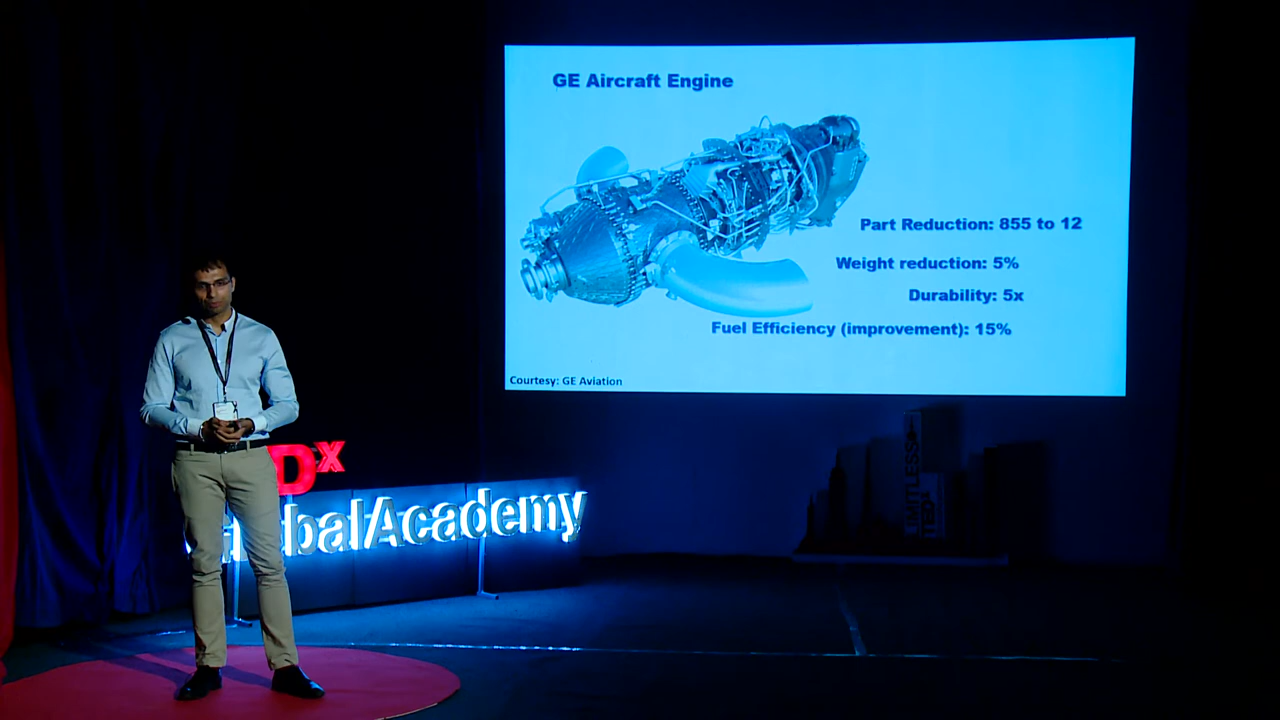 GE Aircraft Engine
Part Reduction: 855 to 12
Weight reduction: 5%
Durability: 5x
Fuel Efficiency (improvement): 15%
Courtesy: GE Aviation
LIMITLESS
TEDx